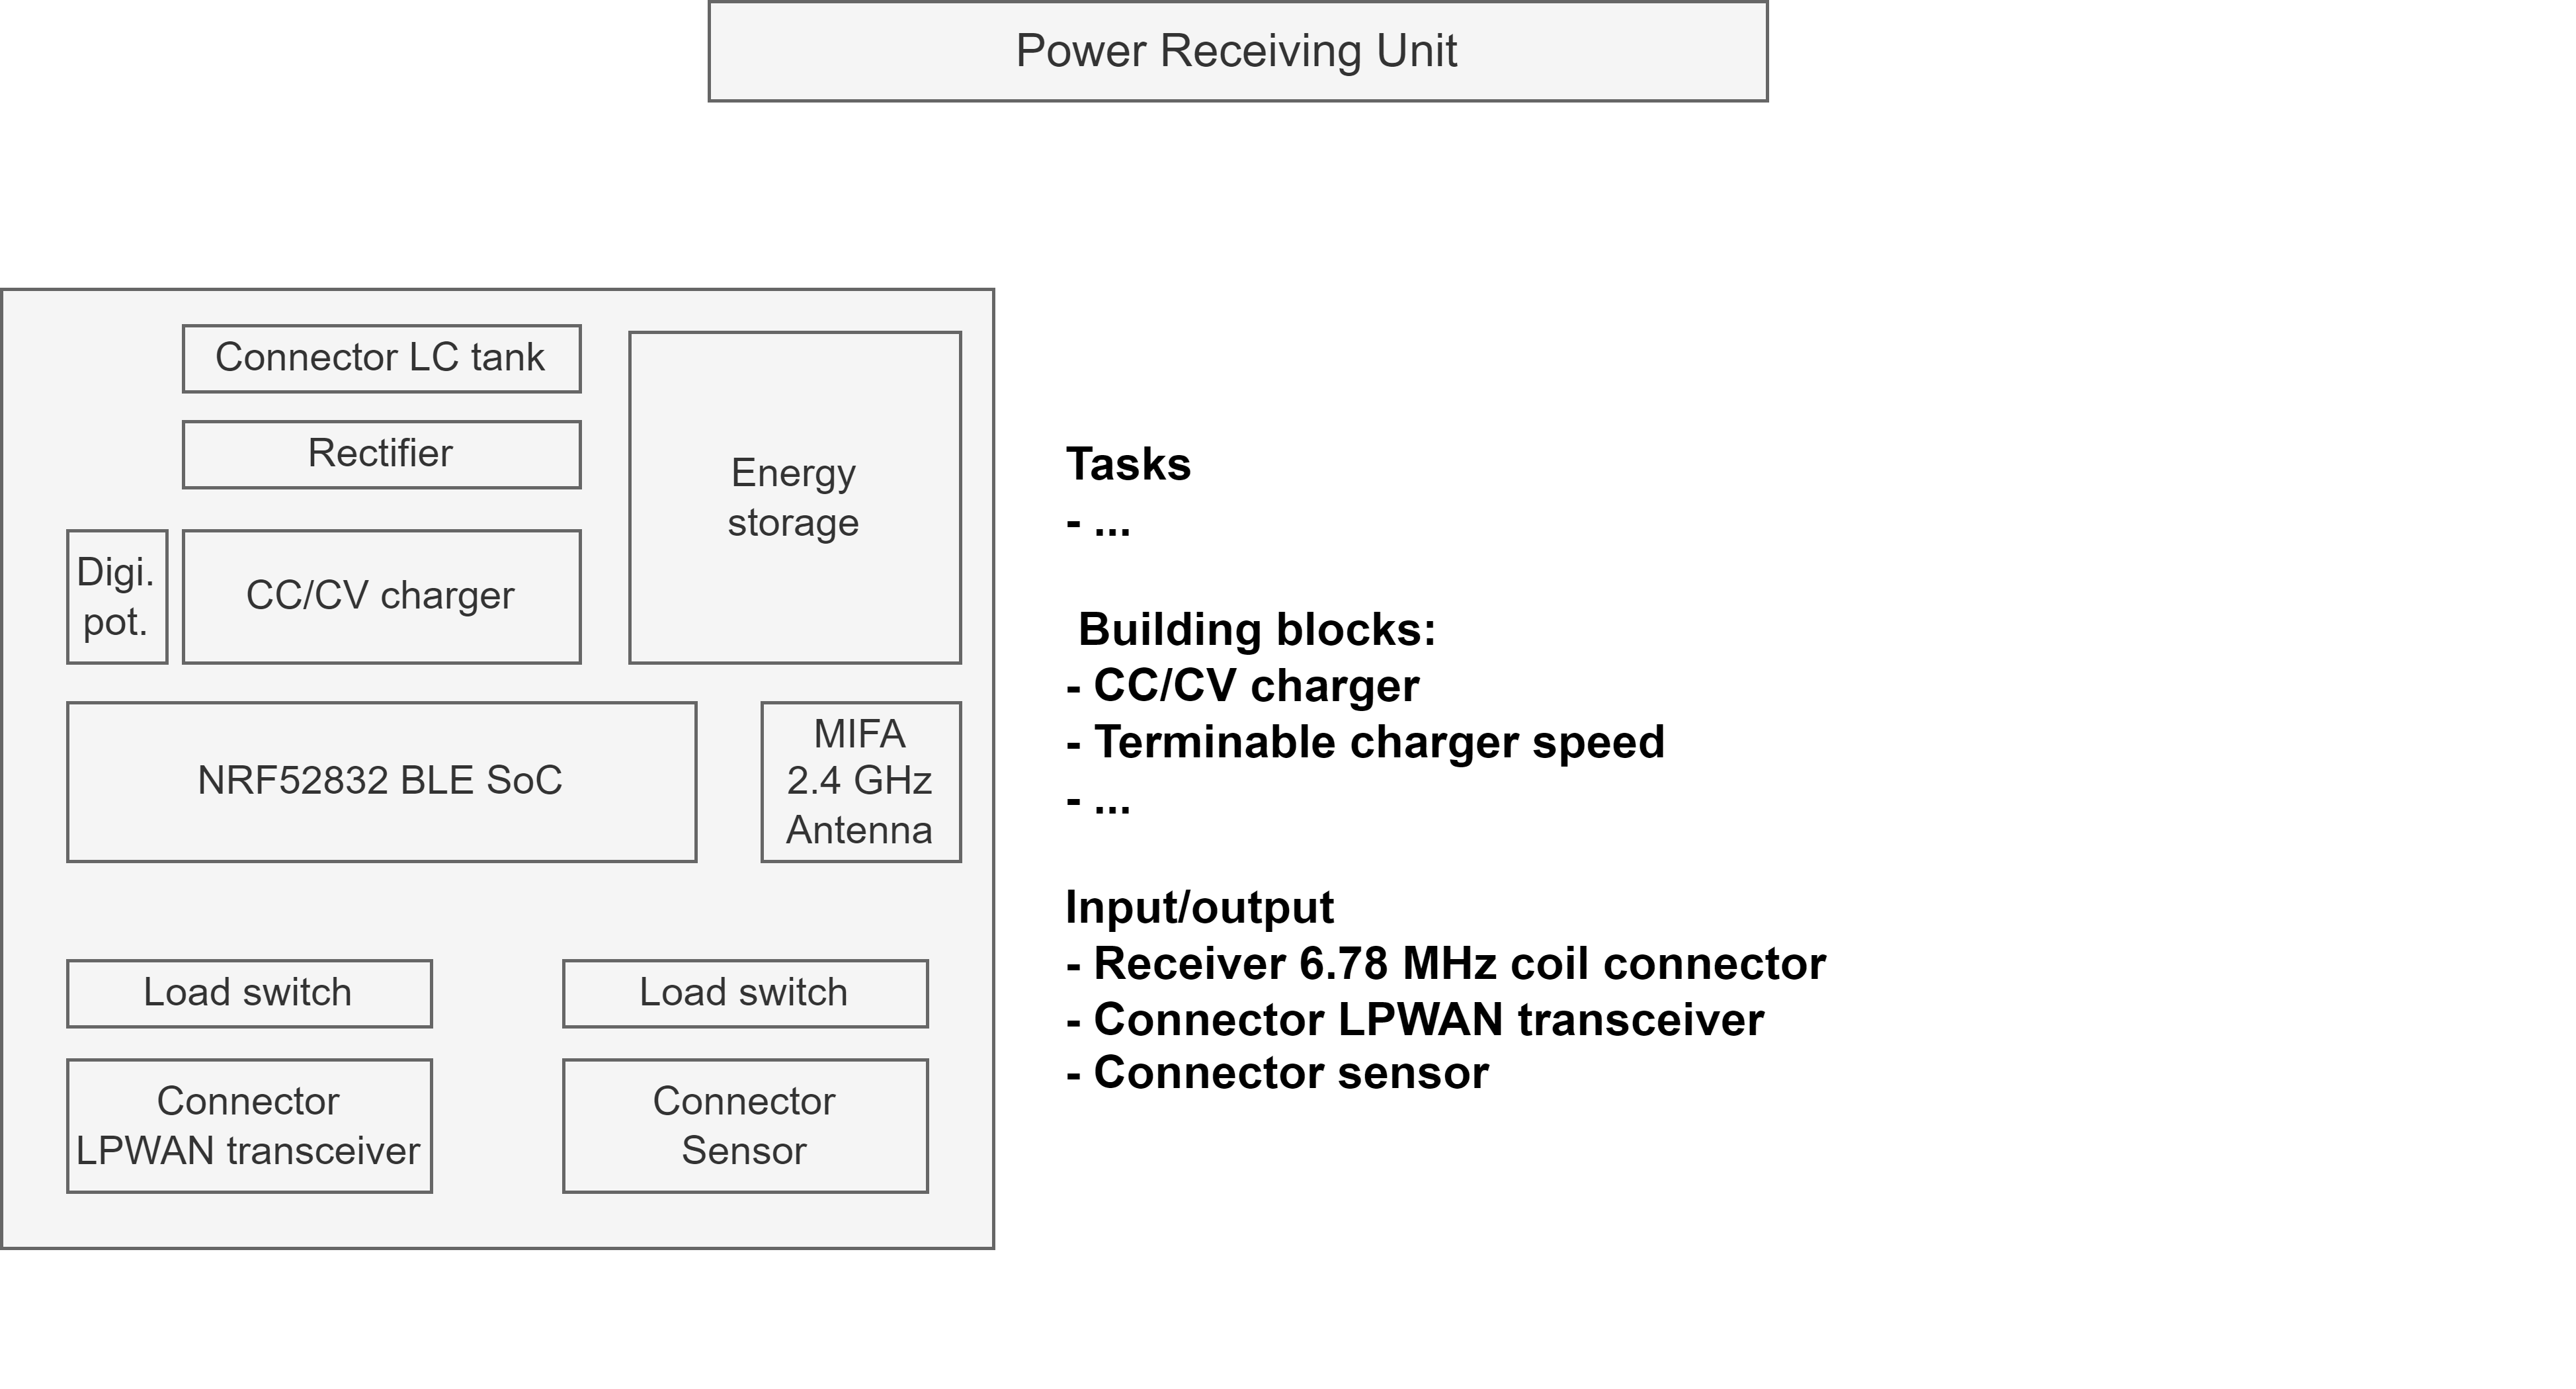 Power Receiving Unit
Connector LC tank
Rectifier
Energy
storage
Digi.
pot.
CC/CV charger
NRF52832 BLE SoC
MIFA
2.4 GHz
Antenna
Load switch
Load switch
Connector
LPWAN transceiver
Connector
Sensor
Tasks
- ...
Building blocks:
- CC/CV charger
- Terminable charger speed
- ...
Input/output
- Receiver 6.78 MHz coil connector
- Connector LPWAN transceiver
- Connector sensor